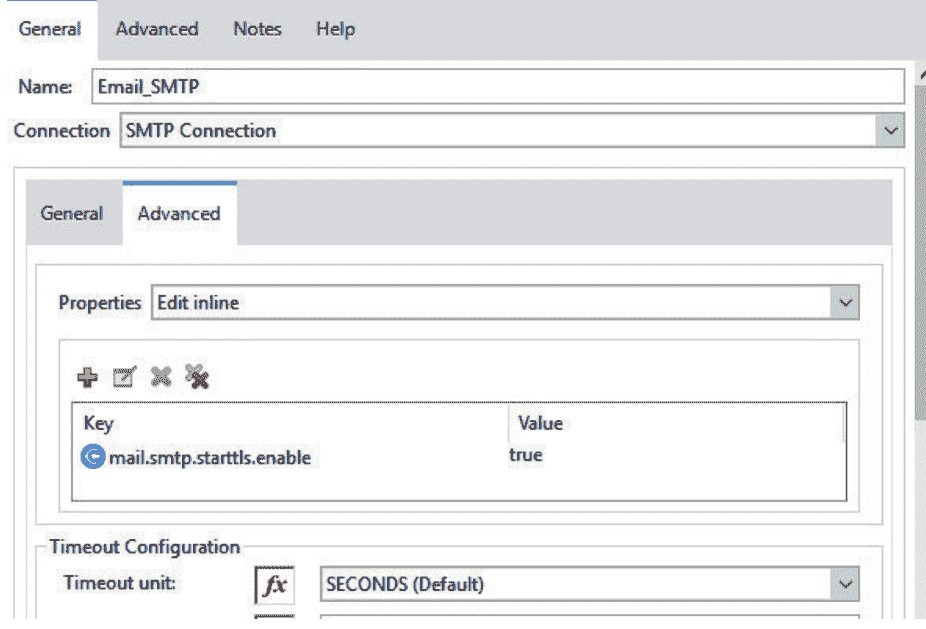 General Advanced Notes Help
Name: Email_SMTP
Connection SMTP Connection
General Advanced
Properties Edit inline
Key Value
mail.smtp.starttls.enable true
Timeout Configuration
Timeout unit: fx SECONDS (Default)